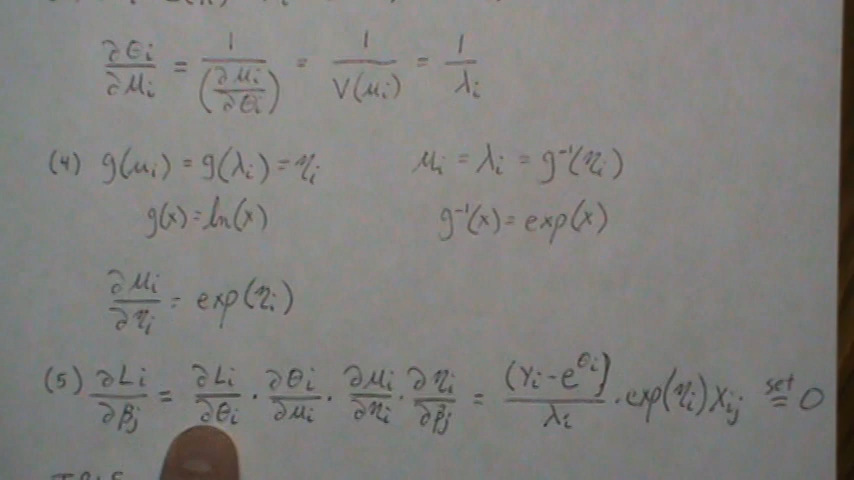 ∂θi/∂μi = 1/(∂μi/∂θi) = 1/V(μi) = 1/λi
(4) g(μi) = g(λi) = ηi μi = λi = g⁻¹(ηi)
g(x) = ln(x) g⁻¹(x) = exp(x)
∂μi/∂ηi = exp(ηi)
(5) ∂Li/∂βj = ∂Li/∂θi · ∂θi/∂μi · ∂μi/∂ηi · ∂ηi/∂βj = (Yi - e^θi)/λi · exp(ηi) Xij set = 0